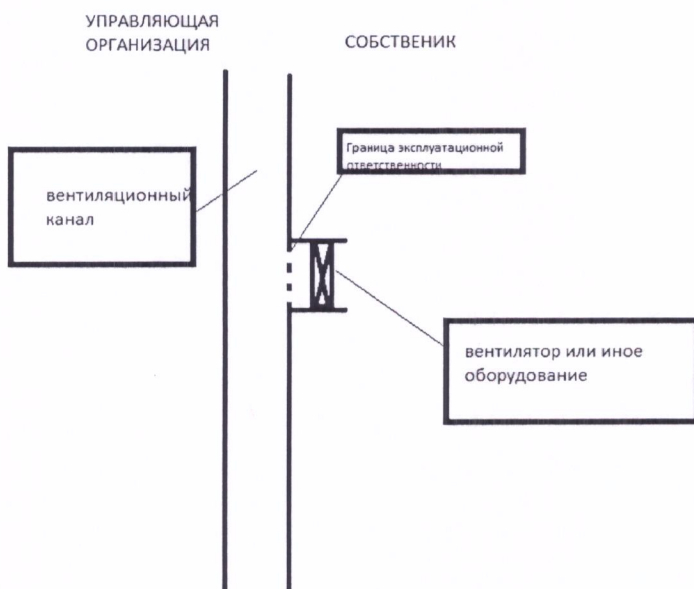 УПРАВЛЯЮЩАЯ
ОРГАНИЗАЦИЯ
СОБСТВЕНИК
Граница эксплуатационной
ответственности
вентиляционный
канал
вентилятор или иное
оборудование